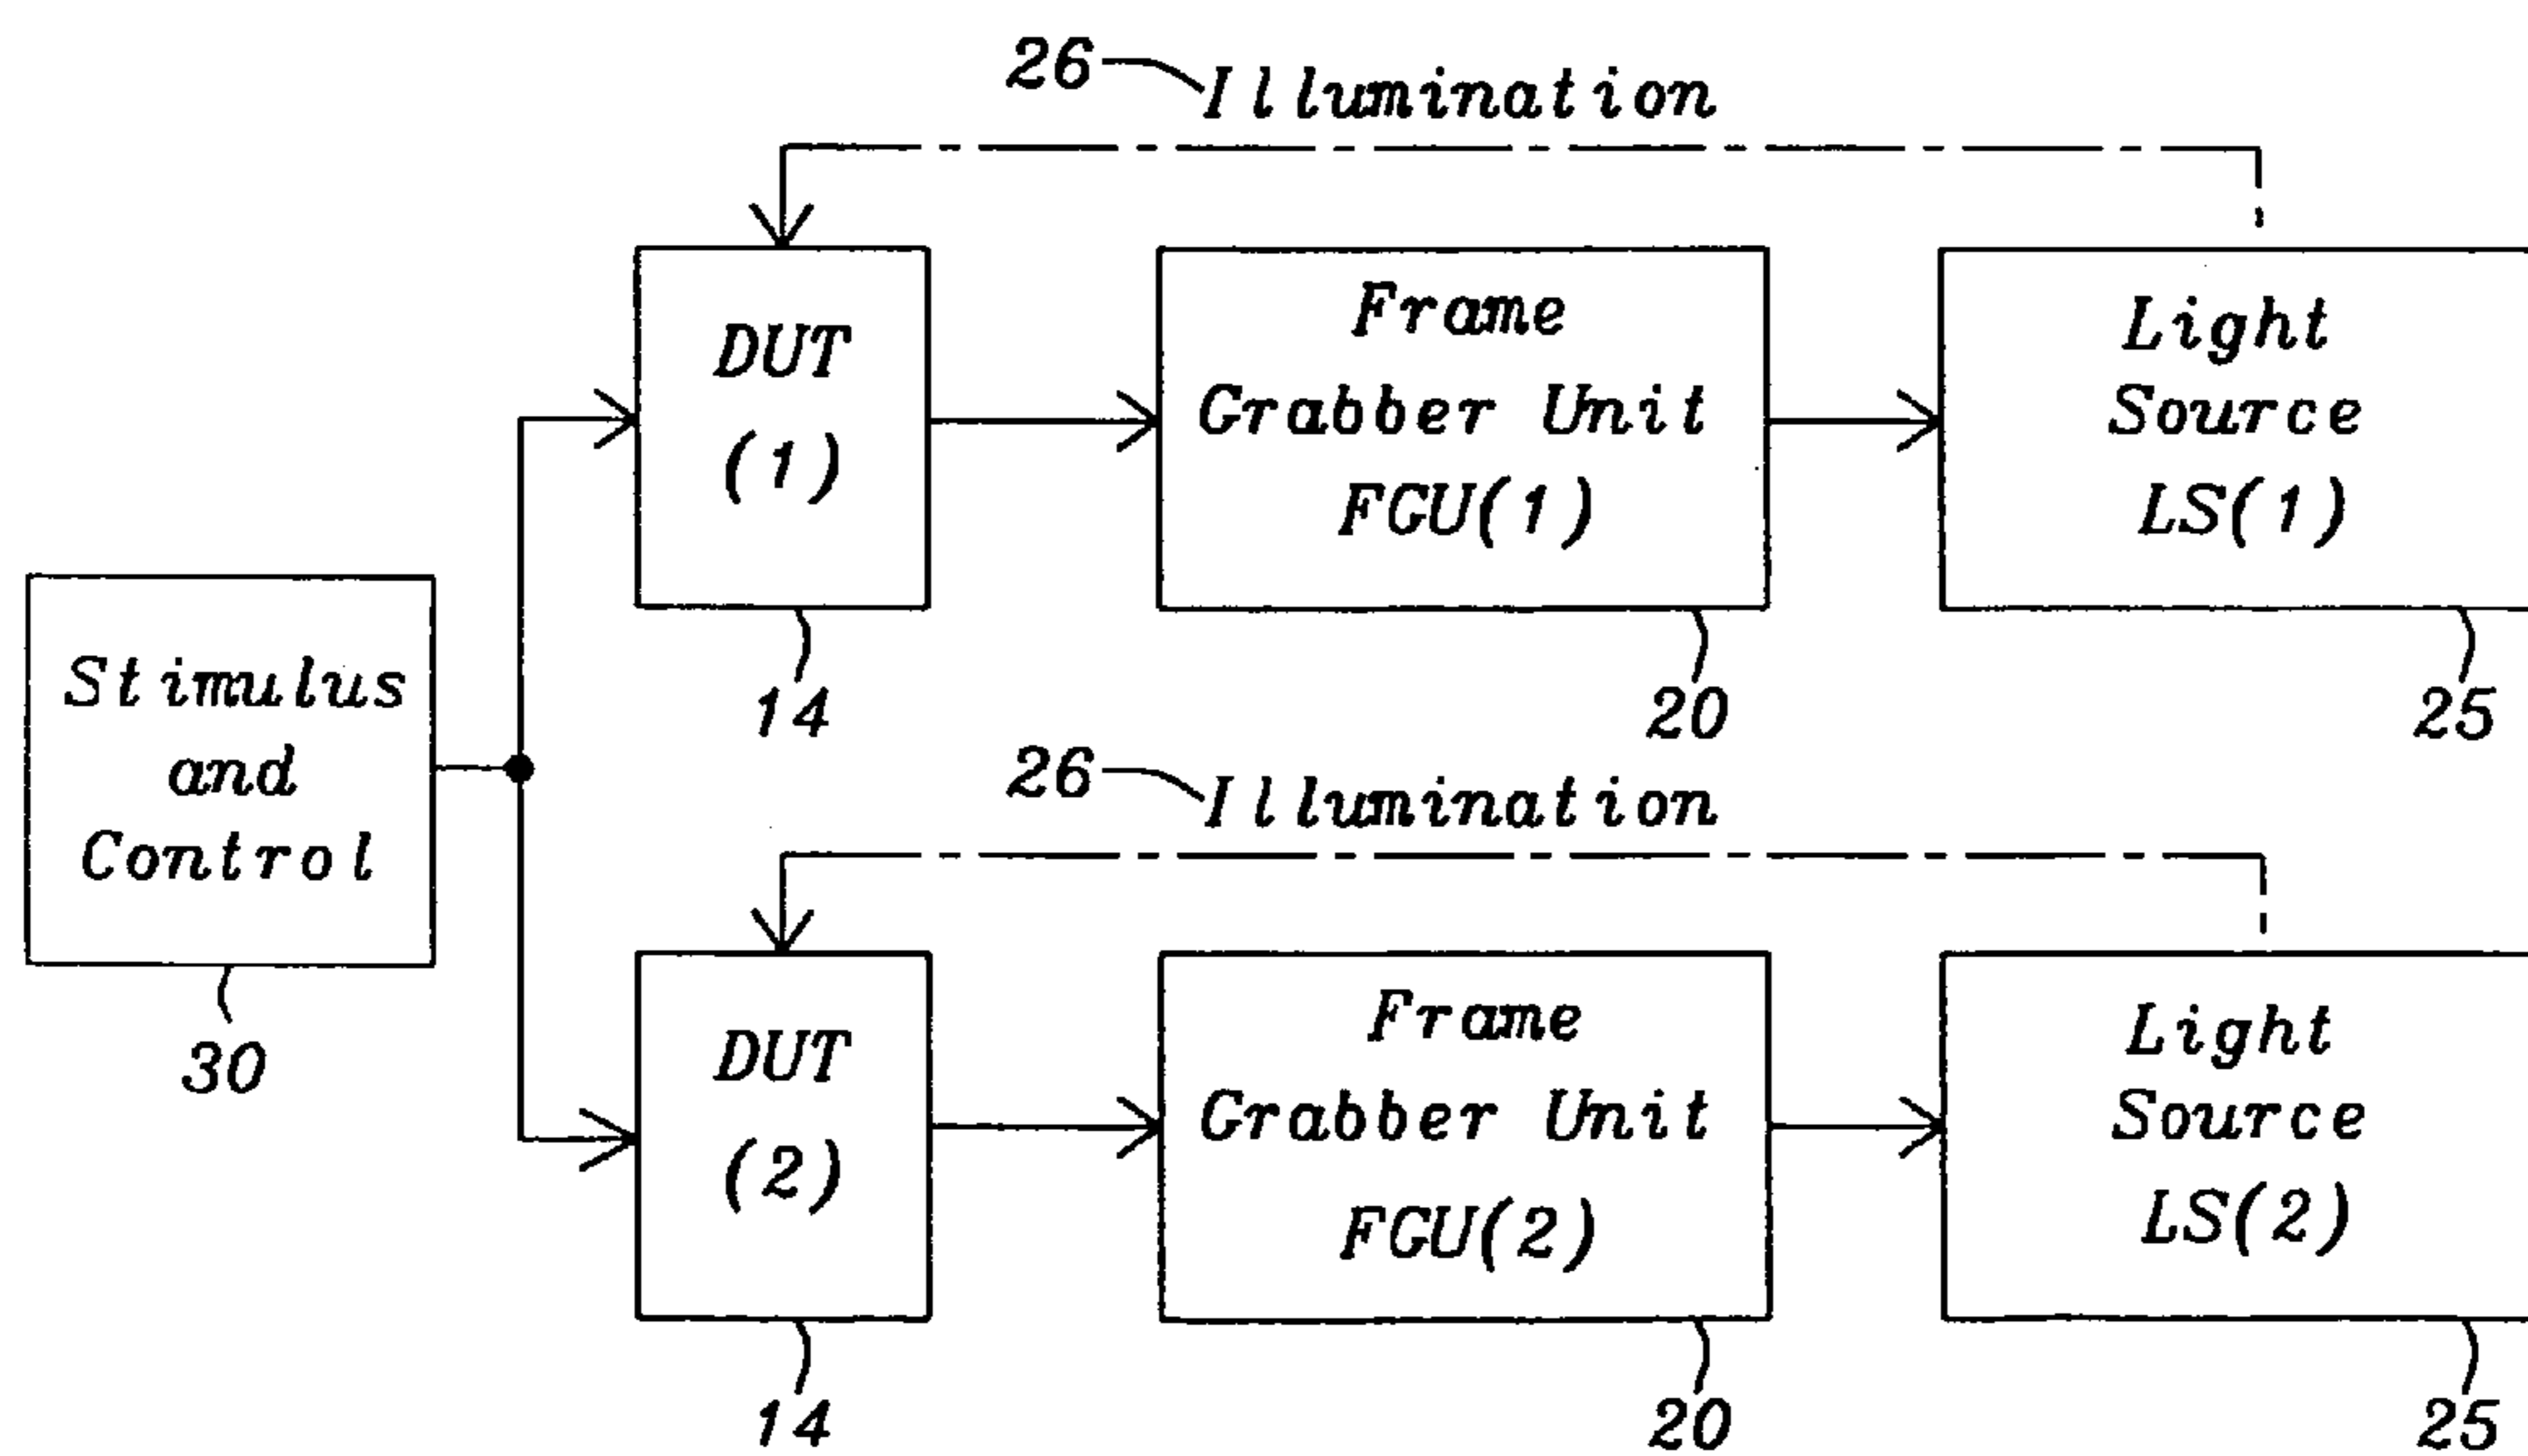 26 Illumination
DUT
(1)
Frame
Grabber Unit
FGU(1)
Light
Source
LS(1)
14
20
25
Stimulus
and
Control
30
26 Illumination
DUT
(2)
Frame
Grabber Unit
FGU(2)
Light
Source
LS(2)
14
20
25